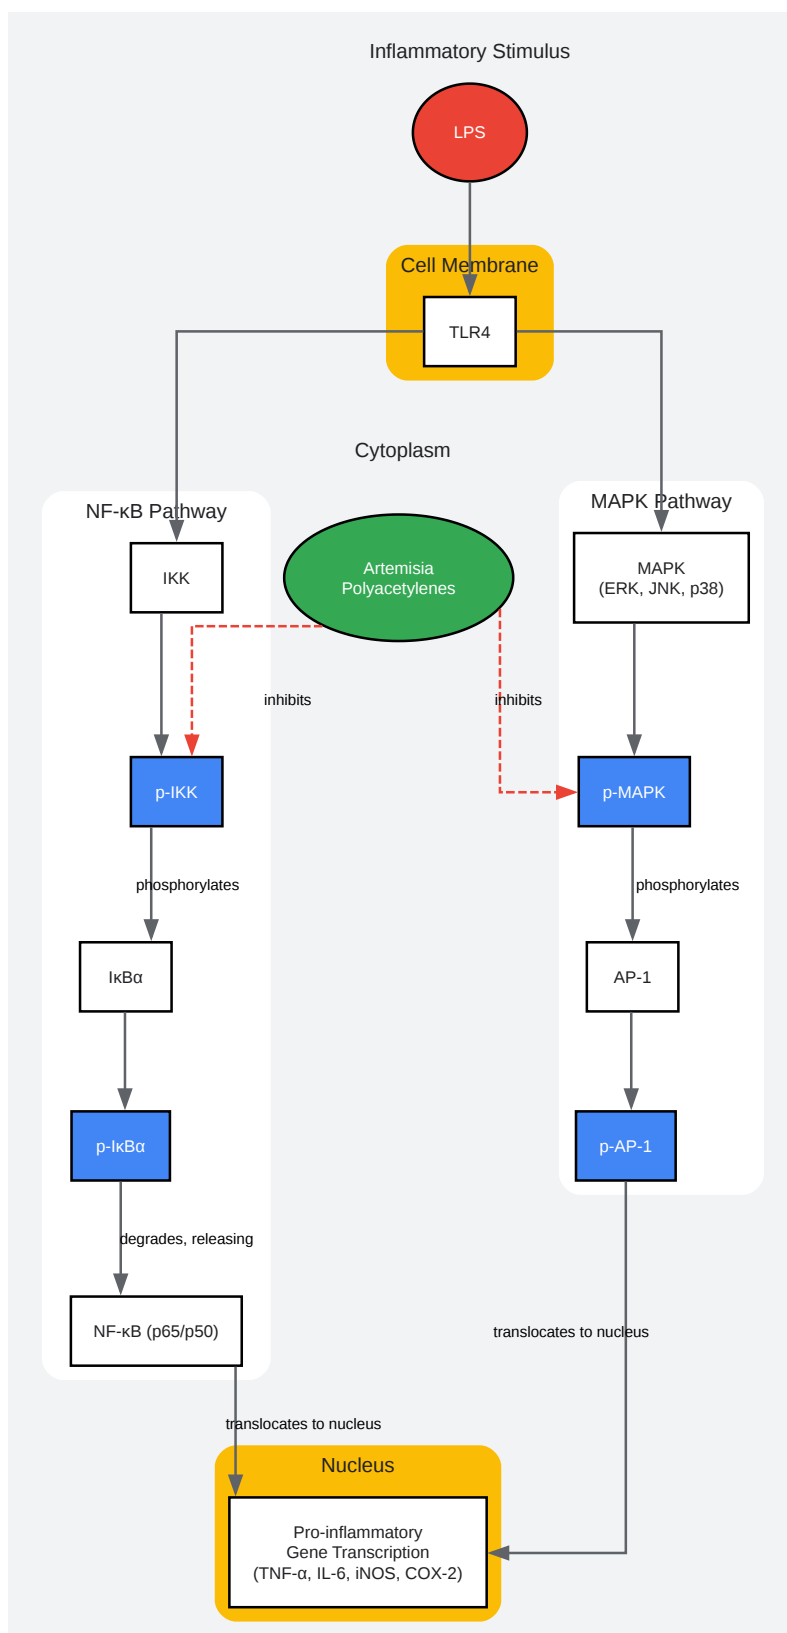 Inflammatory Stimulus
LPS
Cell Membrane
TLR4
Cytoplasm
NF-κB Pathway
MAPK Pathway
IKK
Artemisia
Polyacetylenes
MAPK
(ERK, JNK, p38)
inhibits
inhibits
p-IKK
p-MAPK
phosphorylates
phosphorylates
IκBα
AP-1
p-IκBα
p-AP-1
degrades, releasing
NF-κB (p65/p50)
translocates to nucleus
translocates to nucleus
Nucleus
Pro-inflammatory
Gene Transcription
(TNF-α, IL-6, iNOS, COX-2)